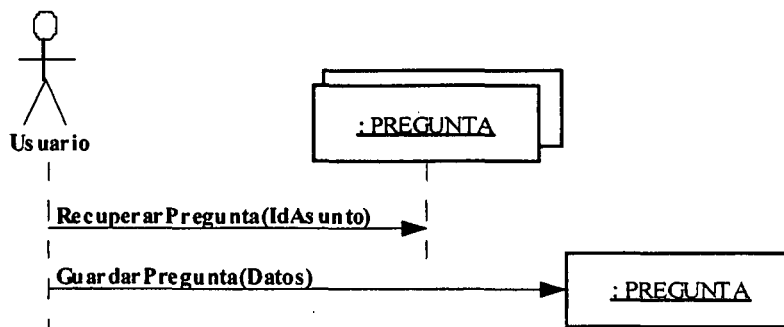 Usuario
: PREGUNTA
RecuperarPregunta(IdAsunto)
GuardarPregunta(Datos)
: PREGUNTA